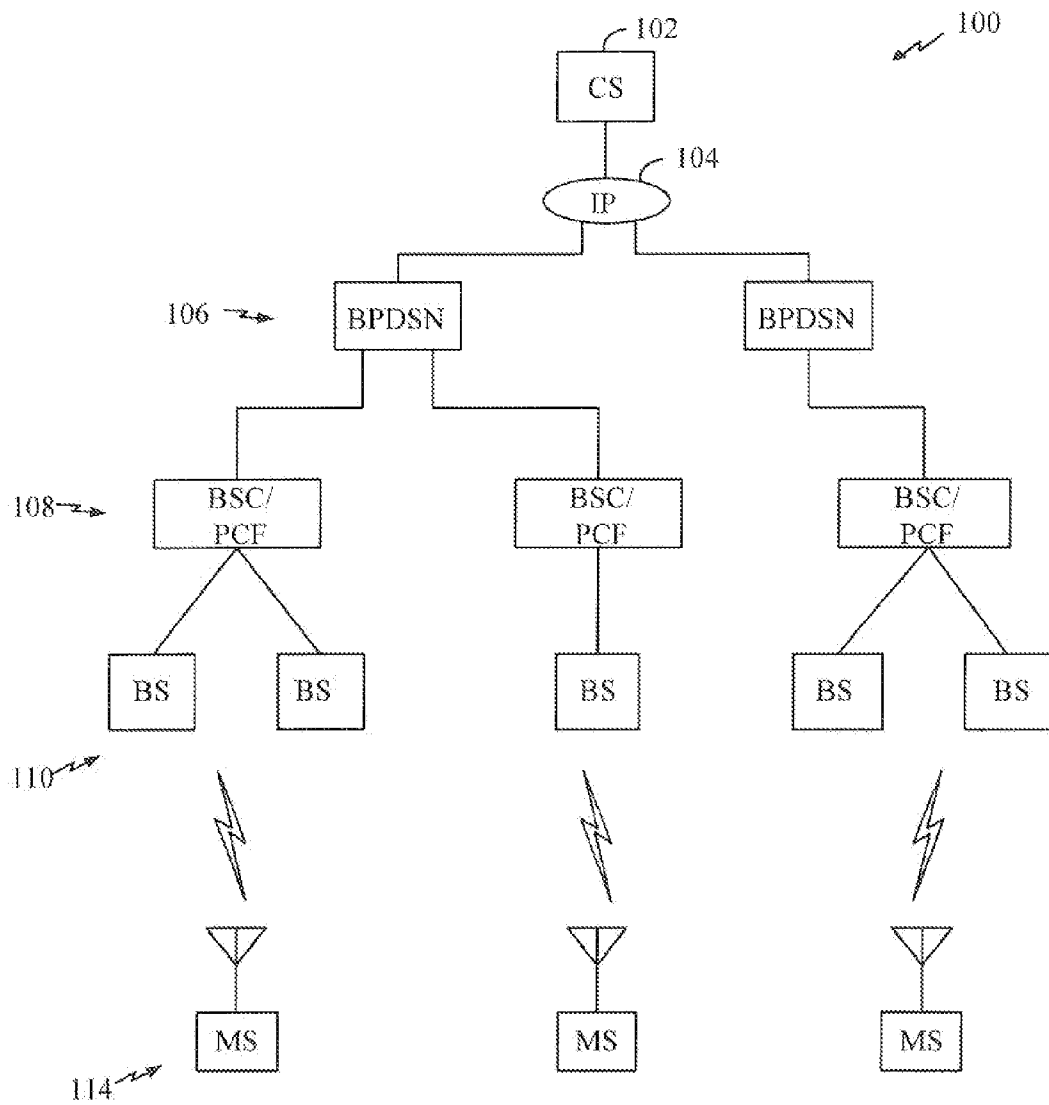 102
100
CS
104
IP
106
BPDSN
BPDSN
108
BSC/
PCF
BSC/
PCF
BSC/
PCF
BS
BS
BS
BS
BS
110
MS
MS
MS
114